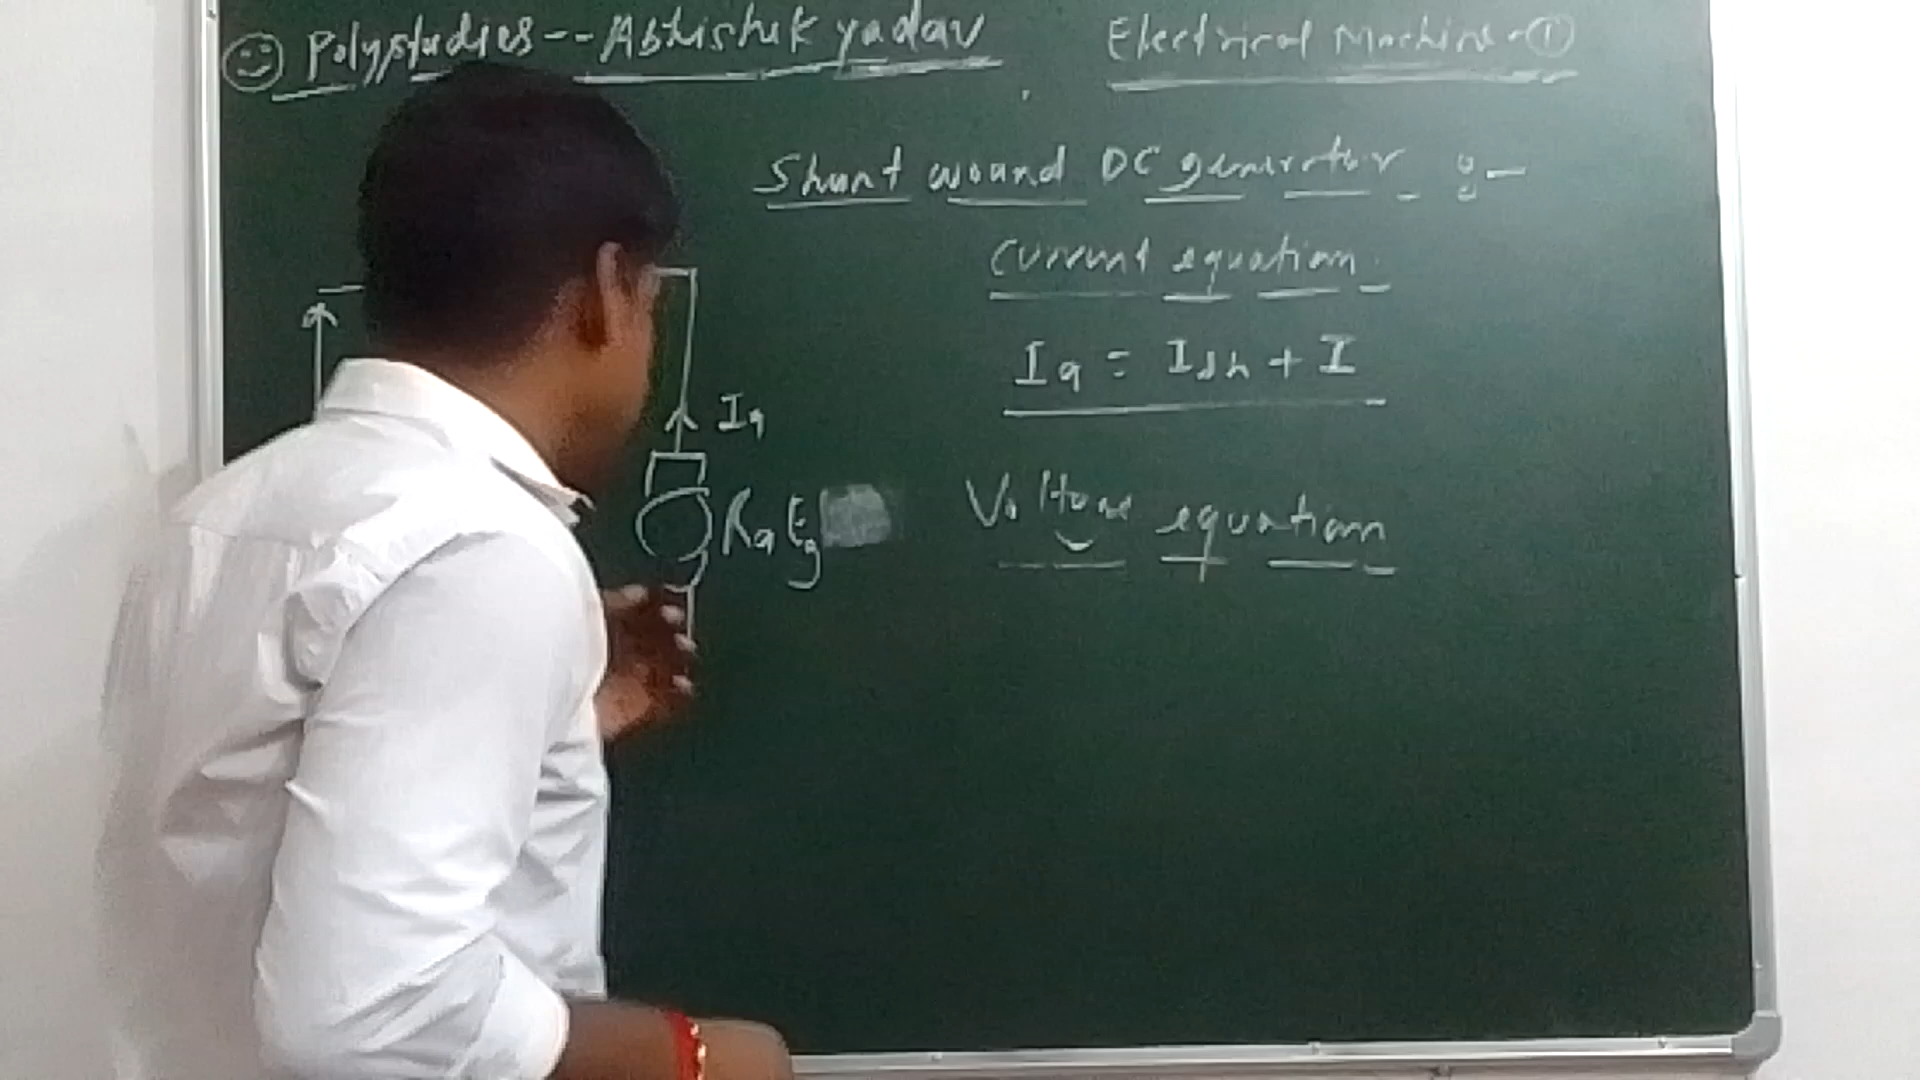 Polystudies -- Abhishek yadav
Electrical Machine - ①
Shunt wound DC generator :-
Current equation.
Ia = Ish + I
Ia
Ra Eg
Voltage equation